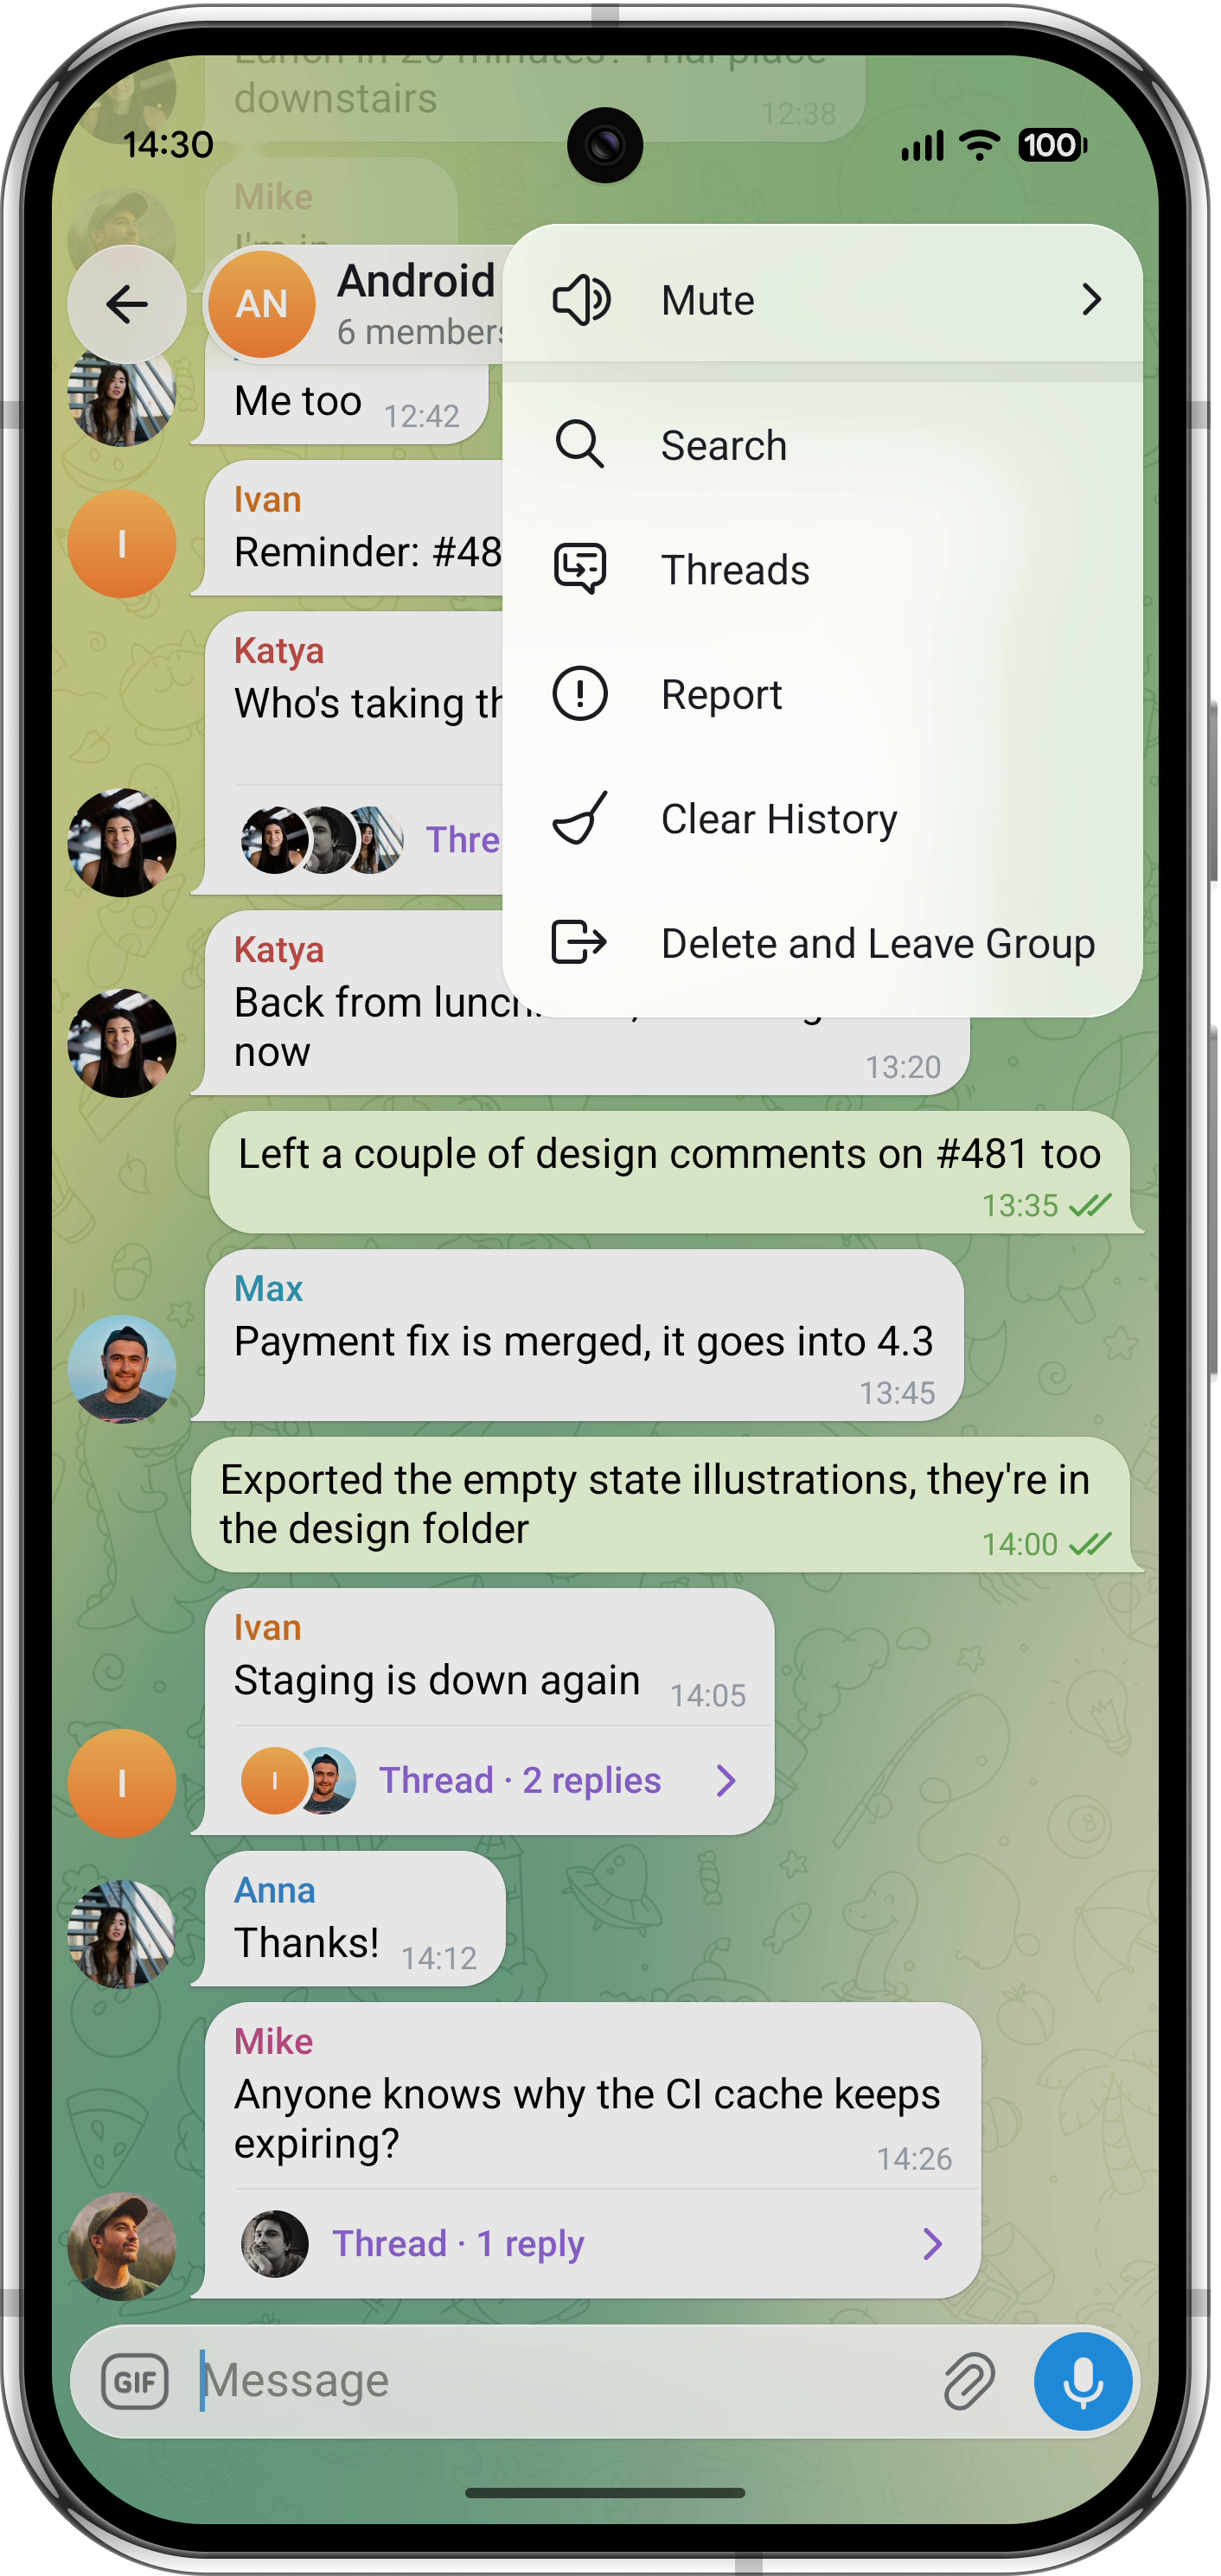 downstairs
12:38
14:30
100
Mike
I'm in
AN
Android
6 members
Mute
Me too 12:42
Search
Ivan
I
Reminder: #48
Threads
Katya
Who's taking
Report
Clear History
Katya
Delete and Leave Group
Back from lunch
now
13:20
Left a couple of design comments on #481 too
13:35
Max
Payment fix is merged, it goes into 4.3
13:45
Exported the empty state illustrations, they're in
the design folder
14:00
Ivan
Staging is down again 14:05
I
I
Thread · 2 replies
Anna
Thanks! 14:12
Mike
Anyone knows why the CI cache keeps
expiring?
14:26
Thread · 1 reply
GIF
Message